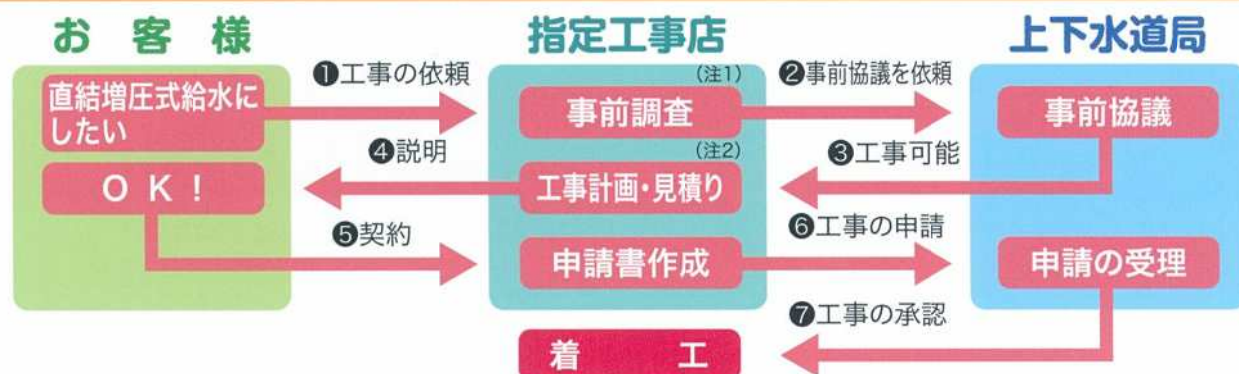 お客様
指定工事店
上下水道局
直結増圧式給水に
したい
❶工事の依頼
(注1)
事前調査
❷事前協議を依頼
事前協議
❸工事可能
(注2)
工事計画・見積り
❹説明
OK!
❺契約
申請書作成
❻工事の申請
申請の受理
❼工事の承認
着工